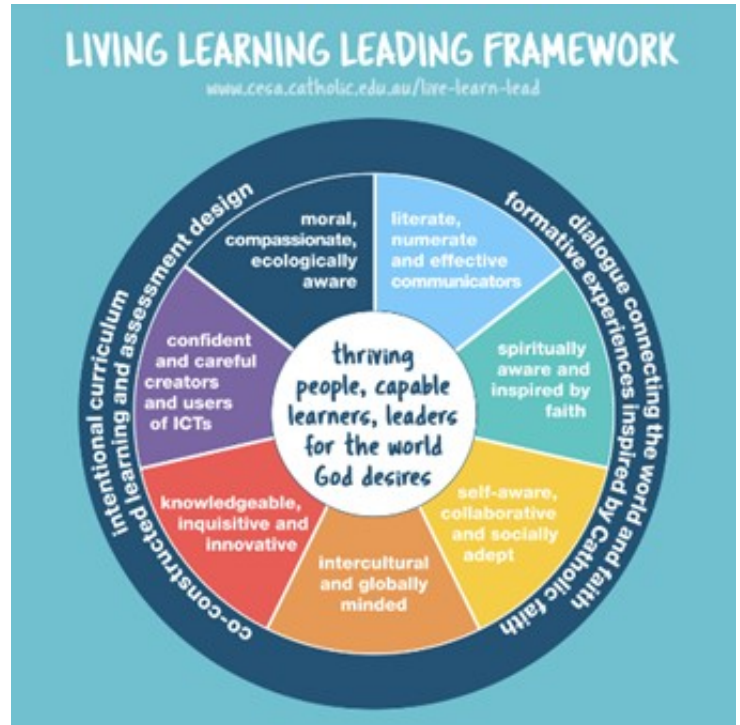 LIVING LEARNING LEADING FRAMEWORK
www.cesa.catholic.edu.au/live-learn-lead
intentional curriculum
co-constructed learning and assessment design
dialogue connecting the world and faith
formative experiences inspired by Catholic faith
moral,
compassionate,
ecologically
aware
literate,
numerate
and effective
communicators
spiritually
aware and
inspired by
faith
self-aware,
collaborative
and socially
adept
intercultural
and globally
minded
knowledgeable,
inquisitive and
innovative
confident
and careful
creators
and users
of ICTs
thriving
people, capable
learners, leaders
for the world
God desires